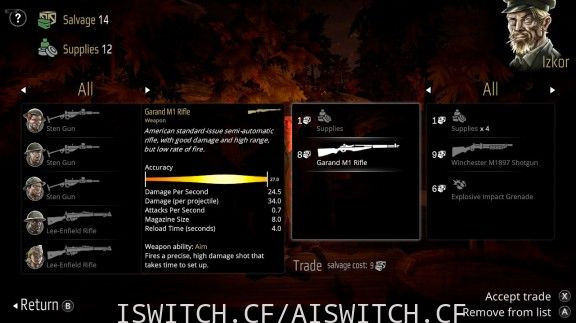 ?
Salvage 14
Supplies 12
Izkor
All
All
Sten Gun
Sten Gun
Sten Gun
Lee-Enfield Rifle
Lee-Enfield Rifle
Garand M1 Rifle
Weapon
American standard-issue semi-automatic
rifle, with good damage and high range,
but low rate of fire.
Accuracy
27.0
Damage Per Second 24.5
Damage (per projectile) 34.0
Attacks Per Second 0.7
Magazine Size 8.0
Reload Time (seconds) 4.0
Weapon ability: Aim
Fires a precise, high damage shot that
takes time to set up.
1
Supplies
8
Garand M1 Rifle
Trade salvage cost: 9
1
Supplies x 4
9
Winchester M1897 Shotgun
6
Explosive Impact Grenade
Return B
Accept trade X
Remove from list A
ISWITCH.CF/AISWITCH.CF